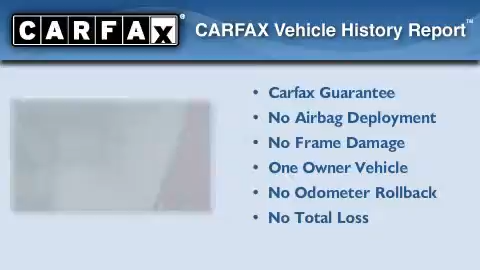 CARFAX® CARFAX Vehicle History Report™
• Carfax Guarantee
• No Airbag Deployment
• No Frame Damage
• One Owner Vehicle
• No Odometer Rollback
• No Total Loss